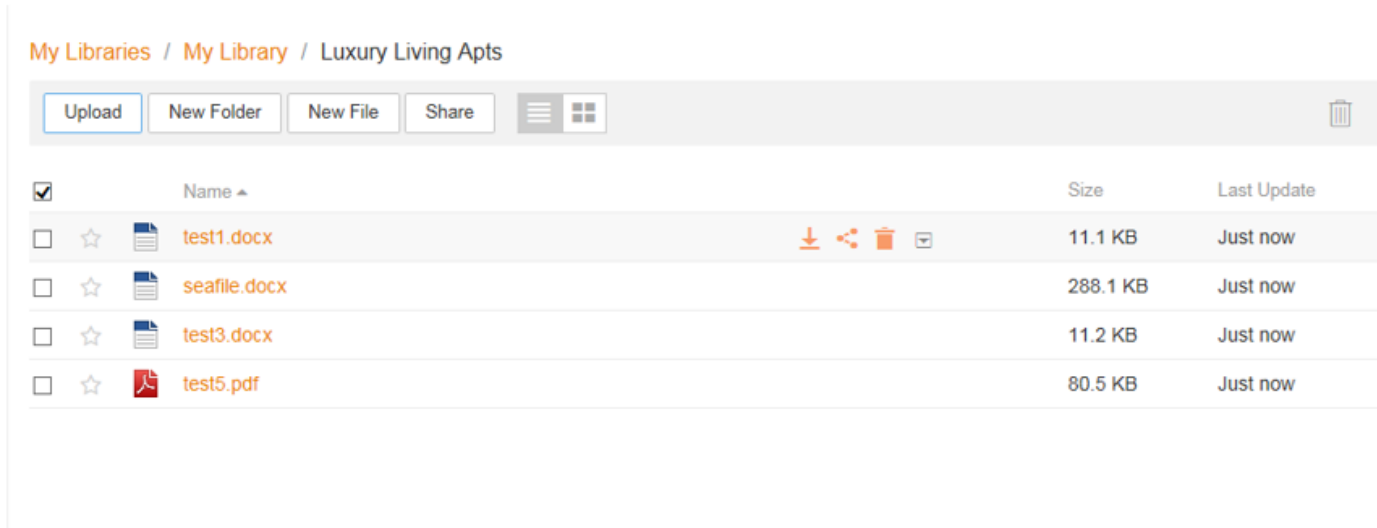 My Libraries / My Library / Luxury Living Apts
Upload New Folder New File Share
Name Size Last Update
test1.docx 11.1 KB Just now
seafile.docx 288.1 KB Just now
test3.docx 11.2 KB Just now
test5.pdf 80.5 KB Just now